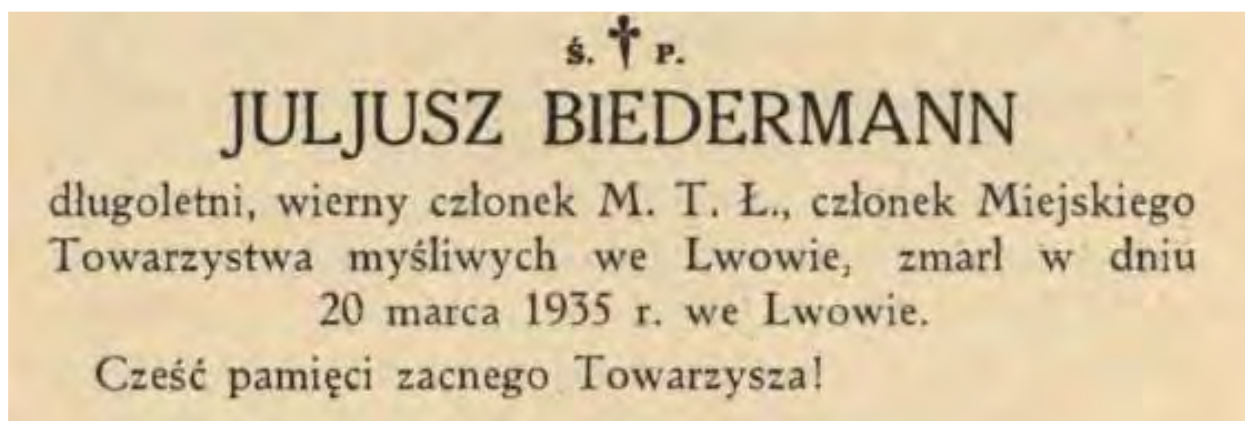 Ś. † P.
JULJUSZ BIEDERMANN
długoletni, wierny członek M. T. Ł., członek Miejskiego
Towarzystwa myśliwych we Lwowie, zmarł w dniu
20 marca 1935 r. we Lwowie.
Cześć pamięci zacnego Towarzysza!